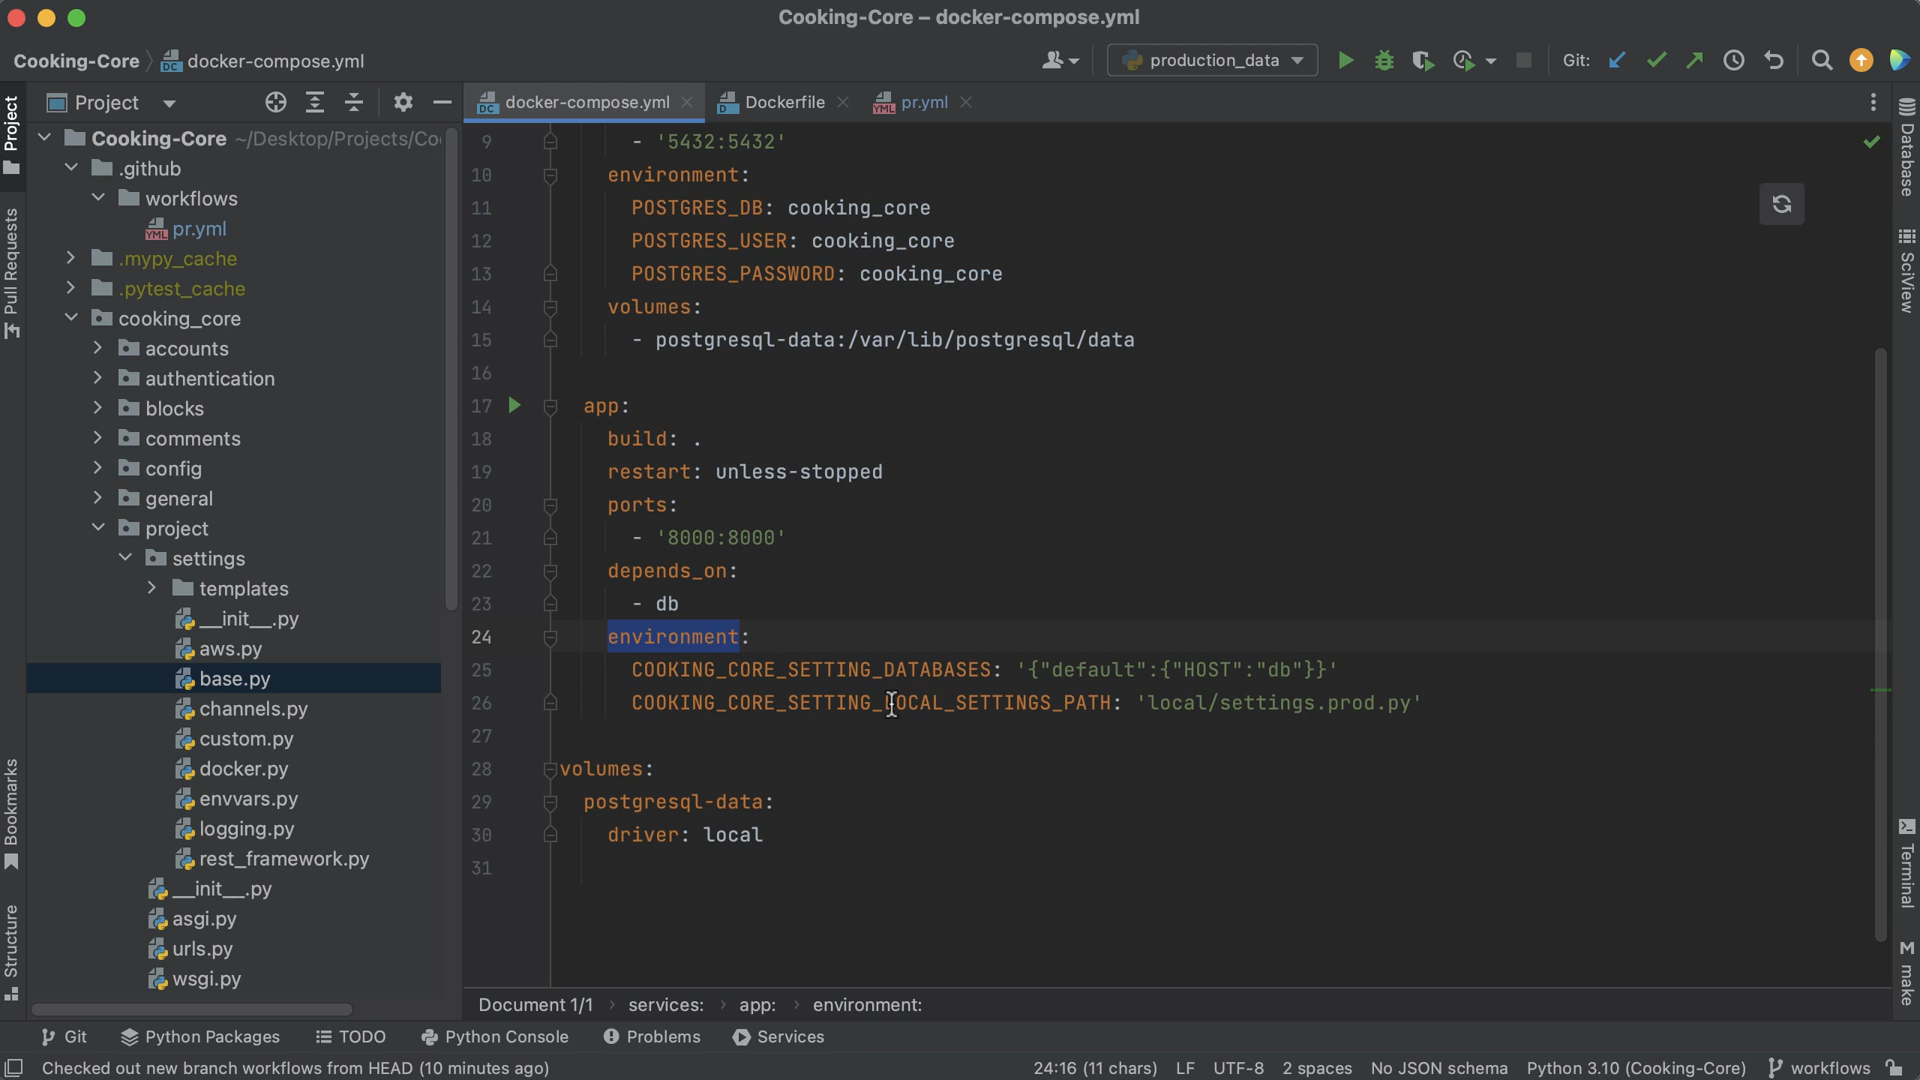 Cooking-Core – docker-compose.yml
Cooking-Core
docker-compose.yml
production_data
Git:
Project
docker-compose.yml
Dockerfile
pr.yml
Project
Pull Requests
Bookmarks
Structure
Cooking-Core ~/Desktop/Projects/Co
.github
workflows
pr.yml
.mypy_cache
.pytest_cache
cooking_core
accounts
authentication
blocks
comments
config
general
project
settings
templates
__init__.py
aws.py
base.py
channels.py
custom.py
docker.py
envvars.py
logging.py
rest_framework.py
__init__.py
asgi.py
urls.py
wsgi.py
9 - '5432:5432'
10 environment:
11 POSTGRES_DB: cooking_core
12 POSTGRES_USER: cooking_core
13 POSTGRES_PASSWORD: cooking_core
14 volumes:
15 - postgresql-data:/var/lib/postgresql/data
16
17 app:
18 build: .
19 restart: unless-stopped
20 ports:
21 - '8000:8000'
22 depends_on:
23 - db
24 environment:
25 COOKING_CORE_SETTING_DATABASES: '{"default":{"HOST":"db"}}'
26 COOKING_CORE_SETTING_LOCAL_SETTINGS_PATH: 'local/settings.prod.py'
27
28 volumes:
29 postgresql-data:
30 driver: local
31
Database
SciView
Terminal
make
Document 1/1 › services: › app: › environment:
Git
Python Packages
TODO
Python Console
Problems
Services
Checked out new branch workflows from HEAD (10 minutes ago)
24:16 (11 chars) LF UTF-8 2 spaces No JSON schema Python 3.10 (Cooking-Core) workflows